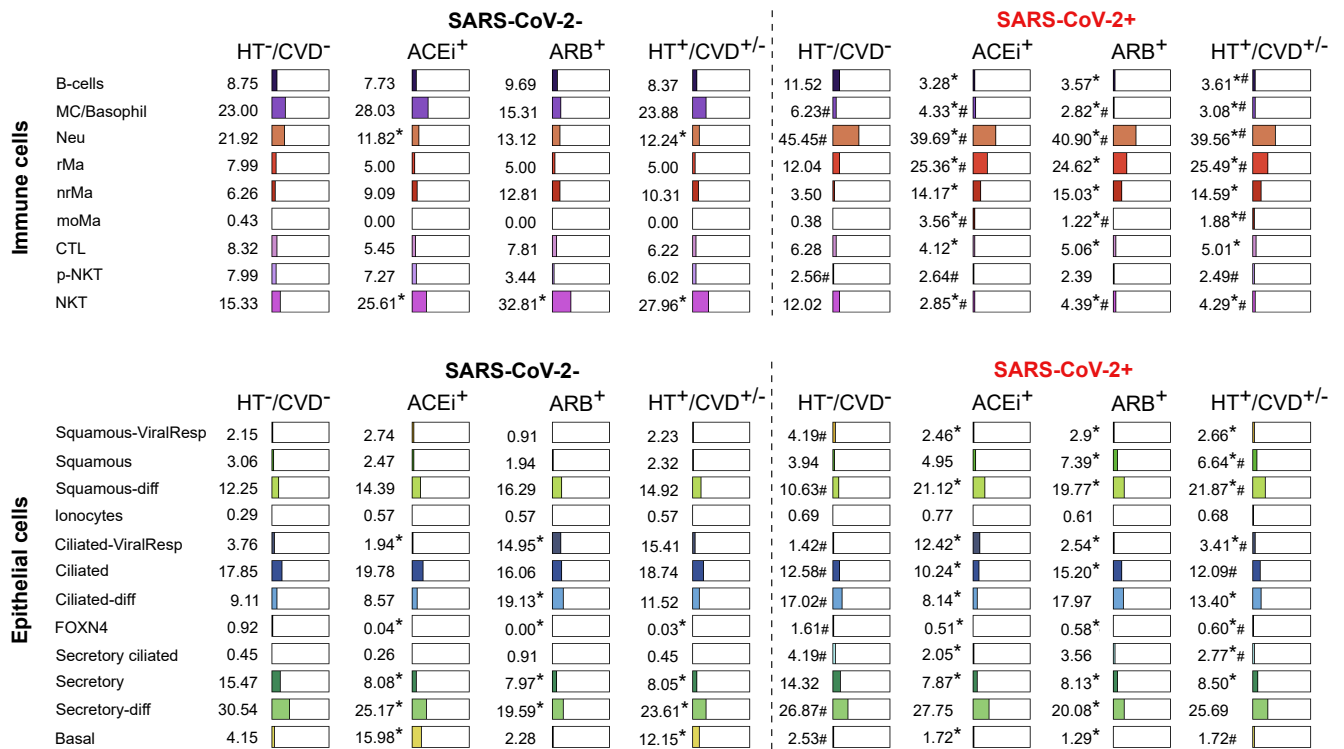 SARS-CoV-2- SARS-CoV-2+
HT-/CVD- ACEi+ ARB+ HT+/CVD+/- HT-/CVD- ACEi+ ARB+ HT+/CVD+/-
Immune cells
B-cells 8.75 7.73 9.69 8.37 11.52 3.28* 3.57* 3.61*#
MC/Basophil 23.00 28.03 15.31 23.88 6.23# 4.33*# 2.82*# 3.08*#
Neu 21.92 11.82* 13.12 12.24* 45.45# 39.69*# 40.90*# 39.56*#
rMa 7.99 5.00 5.00 5.00 12.04 25.36*# 24.62*# 25.49*#
nrMa 6.26 9.09 12.81 10.31 3.50 14.17* 15.03* 14.59*
moMa 0.43 0.00 0.00 0.00 0.38 3.56*# 1.22*# 1.88*#
CTL 8.32 5.45 7.81 6.22 6.28 4.12* 5.06* 5.01*
p-NKT 7.99 7.27 3.44 6.02 2.56# 2.64# 2.39 2.49#
NKT 15.33 25.61* 32.81* 27.96* 12.02 2.85*# 4.39*# 4.29*#
SARS-CoV-2- SARS-CoV-2+
HT-/CVD- ACEi+ ARB+ HT+/CVD+/- HT-/CVD- ACEi+ ARB+ HT+/CVD+/-
Epithelial cells
Squamous-ViralResp 2.15 2.74 0.91 2.23 4.19# 2.46* 2.9* 2.66*
Squamous 3.06 2.47 1.94 2.32 3.94 4.95 7.39* 6.64*#
Squamous-diff 12.25 14.39 16.29 14.92 10.63# 21.12* 19.77* 21.87*#
Ionocytes 0.29 0.57 0.57 0.57 0.69 0.77 0.61 0.68
Ciliated-ViralResp 3.76 1.94* 14.95* 15.41 1.42# 12.42* 2.54* 3.41*#
Ciliated 17.85 19.78 16.06 18.74 12.58# 10.24* 15.20* 12.09#
Ciliated-diff 9.11 8.57 19.13* 11.52 17.02# 8.14* 17.97 13.40*
FOXN4 0.92 0.04* 0.00* 0.03* 1.61# 0.51* 0.58* 0.60*#
Secretory ciliated 0.45 0.26 0.91 0.45 4.19# 2.05* 3.56 2.77*#
Secretory 15.47 8.08* 7.97* 8.05* 14.32 7.87* 8.13* 8.50*
Secretory-diff 30.54 25.17* 19.59* 23.61* 26.87# 27.75 20.08* 25.69
Basal 4.15 15.98* 2.28 12.15* 2.53# 1.72* 1.29* 1.72#